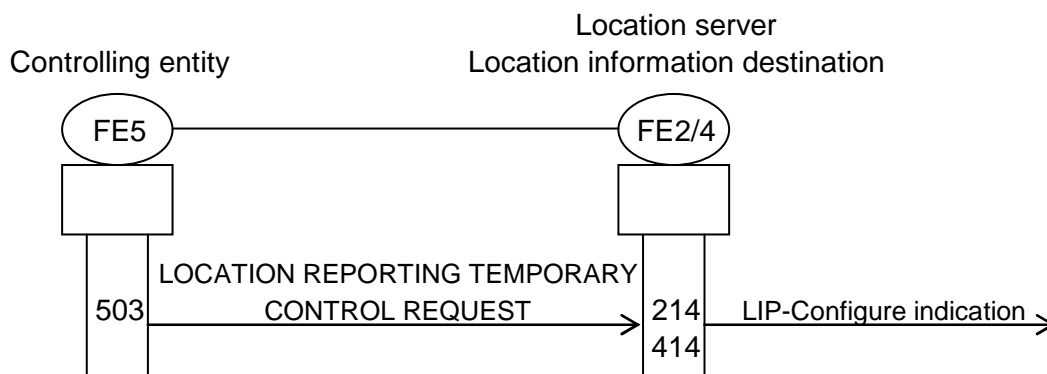 Location server
Controlling entity
Location information destination
FE5
FE2/4
LOCATION REPORTING TEMPORARY
503
CONTROL REQUEST
214
LIP-Configure indication
414